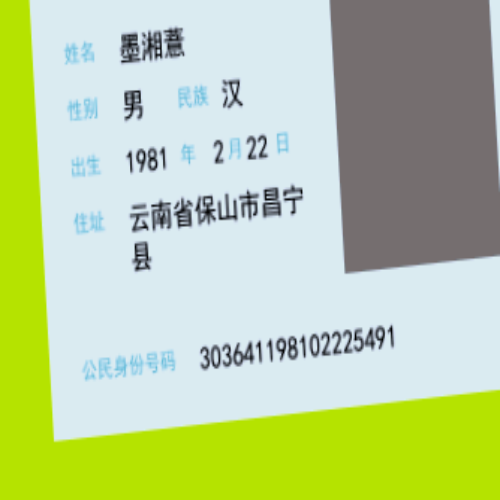 姓名 墨湘薏
性别 男 民族 汉
出生 1981 年 2 月 22 日
住址 云南省保山市昌宁
县
公民身份号码 303641198102225491